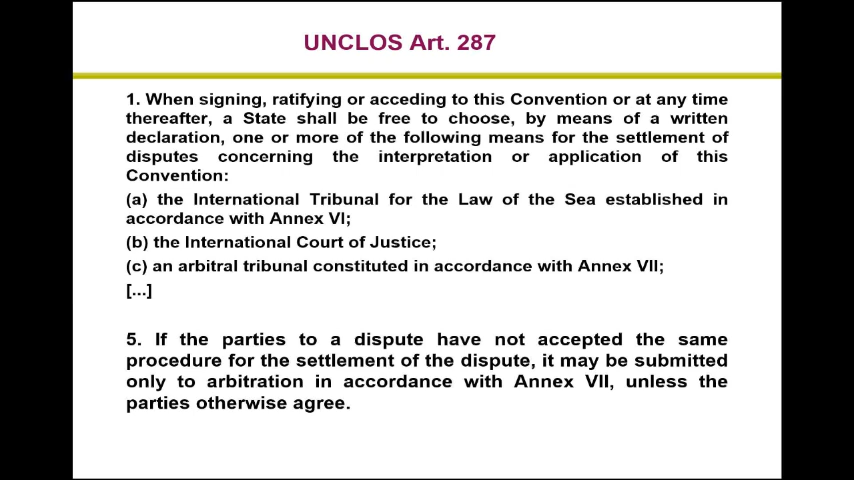 UNCLOS Art. 287
1. When signing, ratifying or acceding to this Convention or at any time
thereafter, a State shall be free to choose, by means of a written
declaration, one or more of the following means for the settlement of
disputes concerning the interpretation or application of this
Convention:
(a) the International Tribunal for the Law of the Sea established in
accordance with Annex VI;
(b) the International Court of Justice;
(c) an arbitral tribunal constituted in accordance with Annex VII;
[...]
5. If the parties to a dispute have not accepted the same
procedure for the settlement of the dispute, it may be submitted
only to arbitration in accordance with Annex VII, unless the
parties otherwise agree.